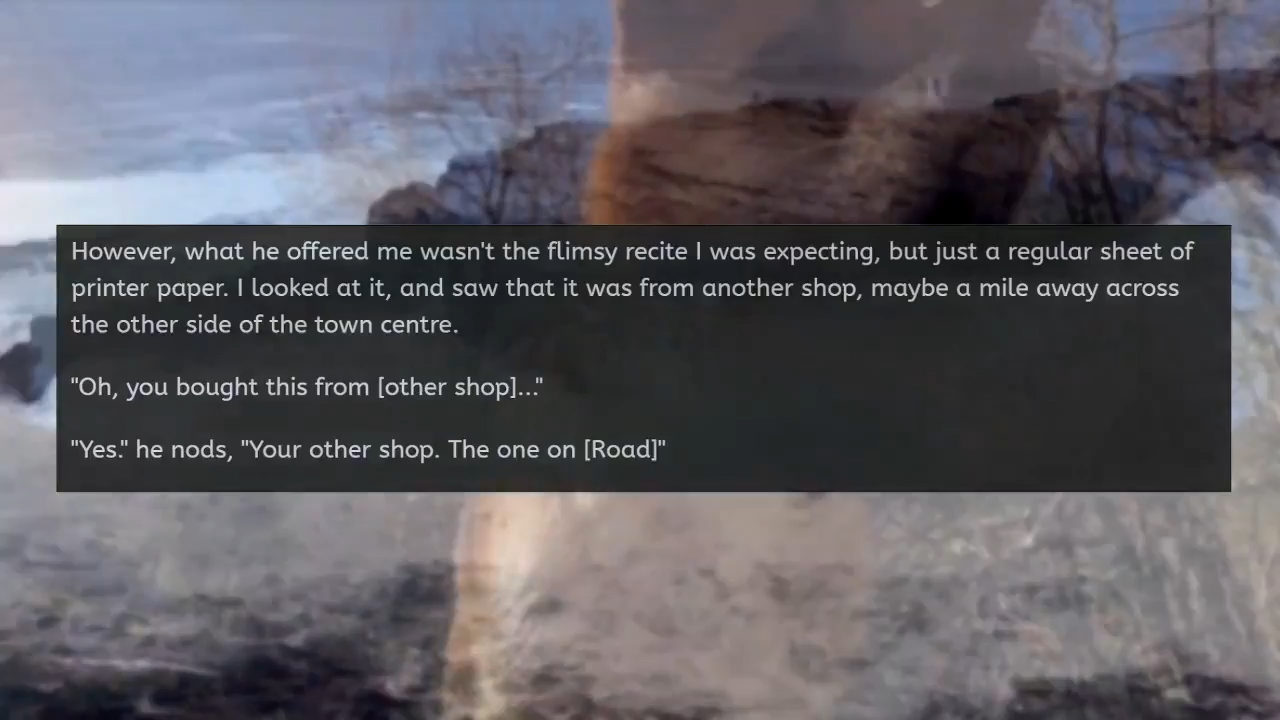 However, what he offered me wasn't the flimsy recite I was expecting, but just a regular sheet of
printer paper. I looked at it, and saw that it was from another shop, maybe a mile away across
the other side of the town centre.
"Oh, you bought this from [other shop]..."
"Yes." he nods, "Your other shop. The one on [Road]"